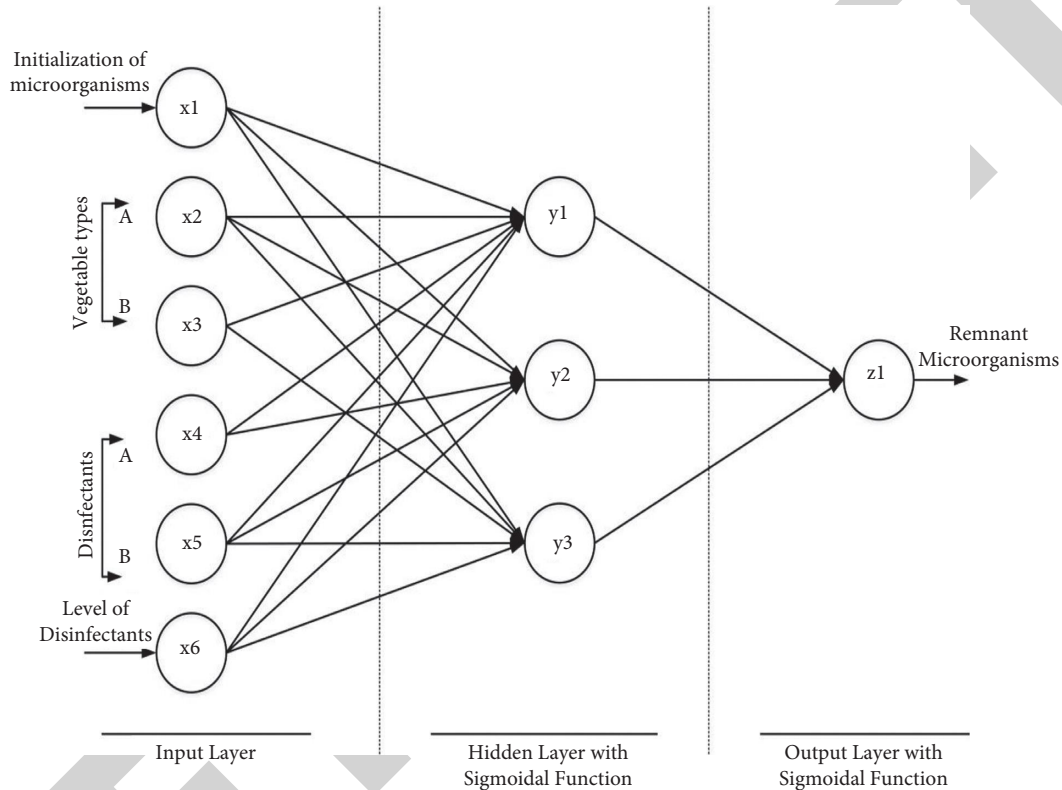 Initialization of
microorganisms
x1
x2
x3
x4
x5
x6
Vegetable types
A
B
Disnfectants
A
B
Level of
Disinfectants
y1
y2
y3
z1
Remnant
Microorganisms
Input Layer
Hidden Layer with
Sigmoidal Function
Output Layer with
Sigmoidal Function